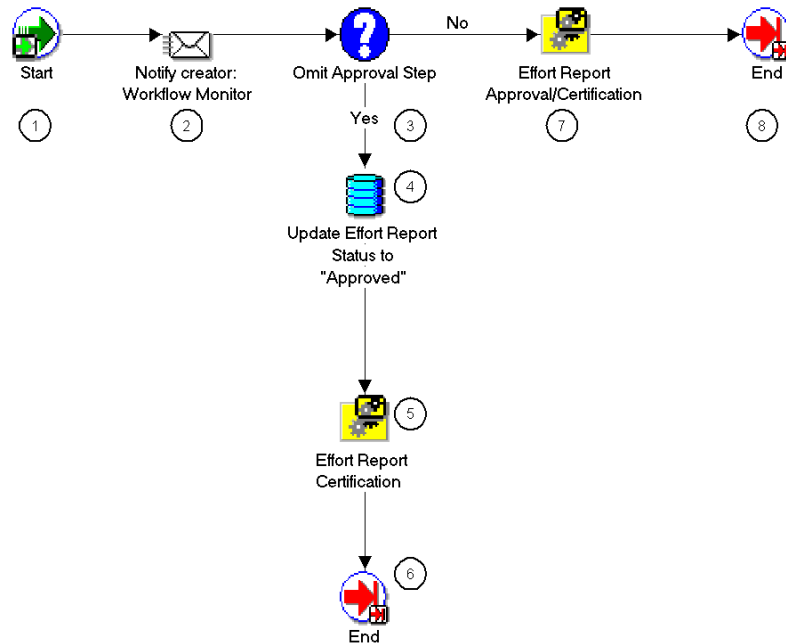 No
Start
Notify creator:
Workflow Monitor
Omit Approval Step
Effort Report
Approval/Certification
End
1
2
Yes
3
7
8
4
Update Effort Report
Status to
"Approved"
5
Effort Report
Certification
6
End